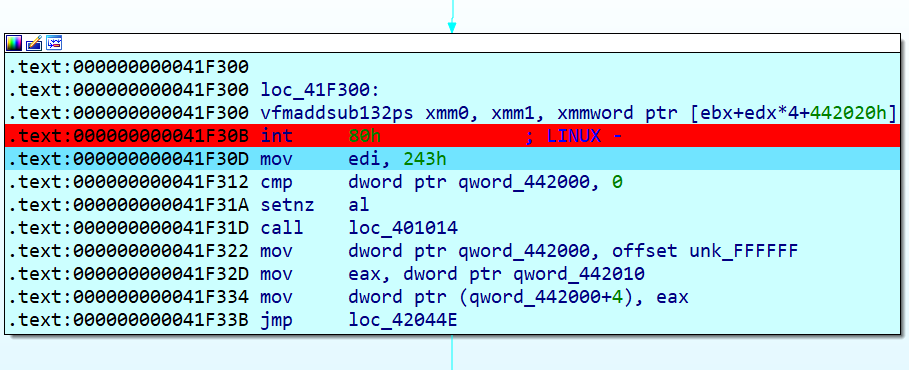 .text:000000000041F300
.text:000000000041F300 loc_41F300:
.text:000000000041F300 vfmaddsub132ps xmm0, xmm1, xmmword ptr [ebx+edx*4+442020h]
.text:000000000041F30B int     80h             ; LINUX -
.text:000000000041F30D mov     edi, 243h
.text:000000000041F312 cmp     dword ptr qword_442000, 0
.text:000000000041F31A setnz   al
.text:000000000041F31D call    loc_401014
.text:000000000041F322 mov     dword ptr qword_442000, offset unk_FFFFFF
.text:000000000041F32D mov     eax, dword ptr qword_442010
.text:000000000041F334 mov     dword ptr (qword_442000+4), eax
.text:000000000041F33B jmp     loc_42044E